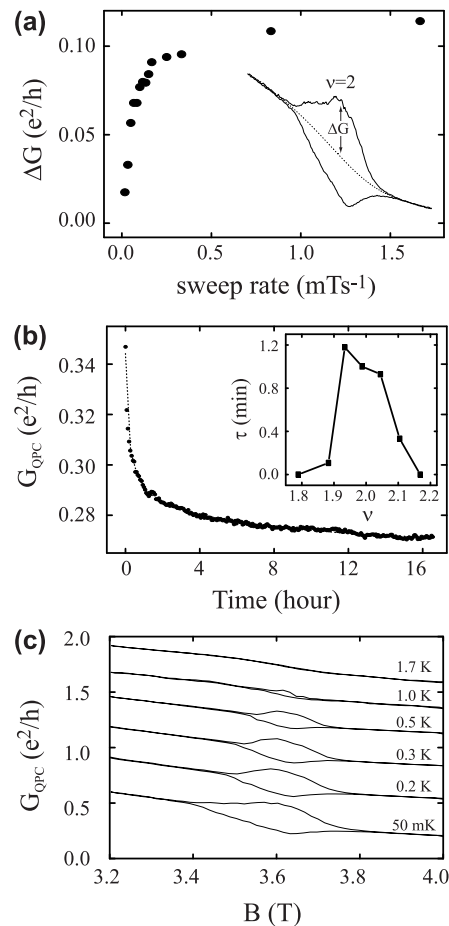 (a)
0.10
0.05
0.00
ΔG (e²/h)
ν=2
ΔG
0.0 0.5 1.0 1.5
sweep rate (mTs⁻¹)
(b)
0.34
0.32
0.30
0.28
G_QPC (e²/h)
1.2
0.8
0.4
0.0
τ (min)
1.8 1.9 2.0 2.1 2.2
ν
0 4 8 12 16
Time (hour)
(c)
2.0
1.5
1.0
0.5
0.0
G_QPC (e²/h)
1.7 K
1.0 K
0.5 K
0.3 K
0.2 K
50 mK
3.2 3.4 3.6 3.8 4.0
B (T)